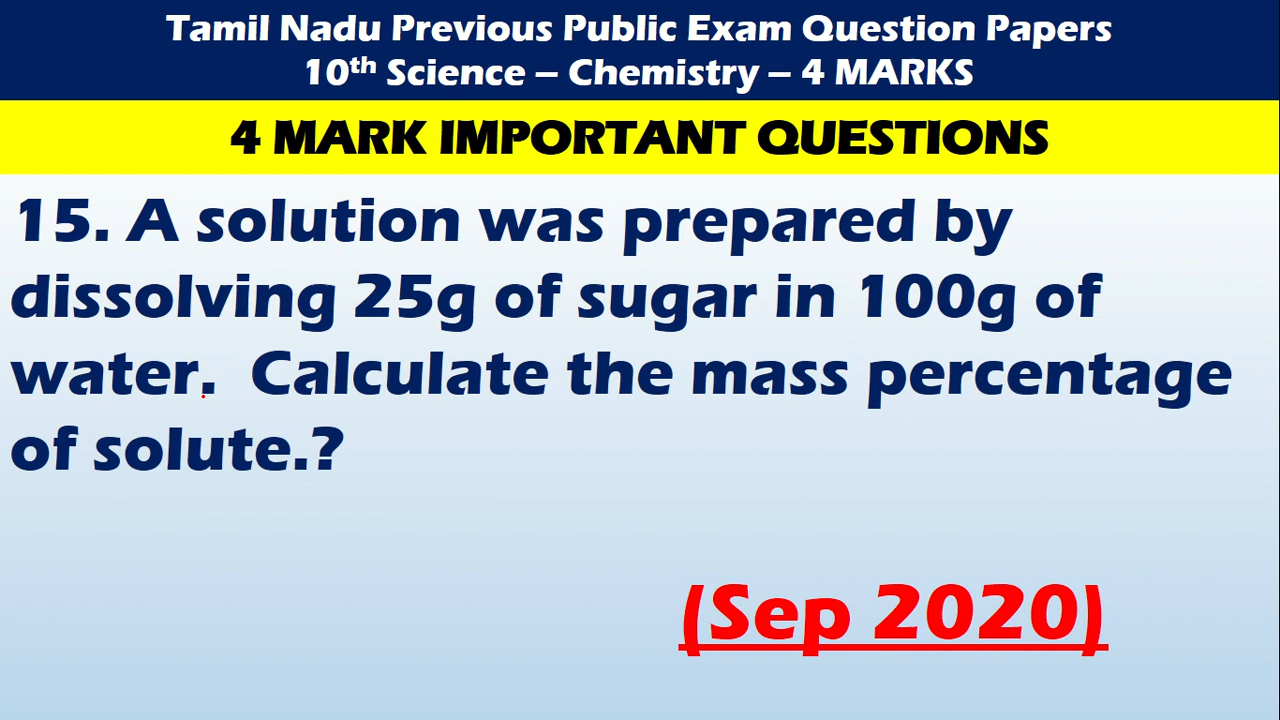 Tamil Nadu Previous Public Exam Question Papers
10th Science – Chemistry – 4 MARKS
4 MARK IMPORTANT QUESTIONS
15. A solution was prepared by
dissolving 25g of sugar in 100g of
water.  Calculate the mass percentage
of solute.?
(Sep 2020)